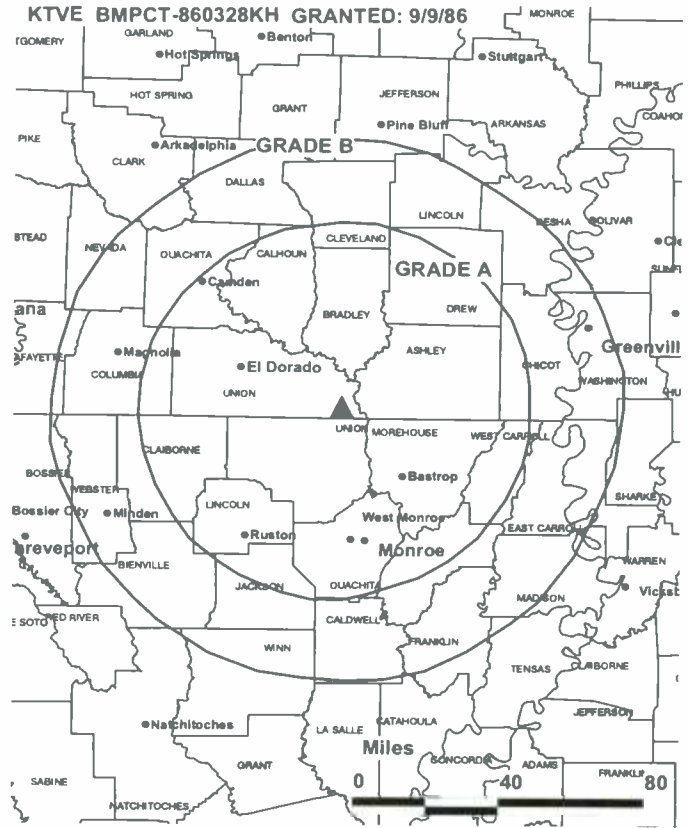 KTVE BMPCT-860328KH GRANTED: 9/9/86
MONROE
GARLAND
Benton
TGOMERY
Hot Springs
Stuttgart
HOT SPRING
JEFFERSON
PHILLIPS
GRANT
COAHO
Pine Bluff
ARKANSAS
PIKE
Arkadelphia
GRADE B
CLARK
DALLAS
LINCOLN
DESHA
BOLIVAR
STEAD
NEVADA
CLEVELAND
Cle
OUACHITA
CALHOUN
GRADE A
SUNFL
Camden
ana
BRADLEY
DREW
Greenvill
AFAYETTE
Magnolia
ASHLEY
COLUMBIA
El Dorado
CHICOT
WASHINGTON
UNION
HU
UNION
MOREHOUSE
WEST CARROLL
CLAIBORNE
BOSSIER
Bastrop
WEBSTER
SHARKE
LINCOLN
Bossier City
Minden
West Monroe
EAST CARROLL
Ruston
reveport
Monroe
WARREN
BIENVILLE
JACKSON
OUACHITA
MADISON
Vicksb
E SOTO
RED RIVER
CALDWELL
FRANKLIN
WINN
TENSAS
CLAIBORNE
JEFFERSON
Natchitoches
LA SALLE
CATAHOULA
Miles
GRANT
CONCORDIA
ADAMS
FRANKLIN
SABINE
0 40 80
NATCHITOCHES